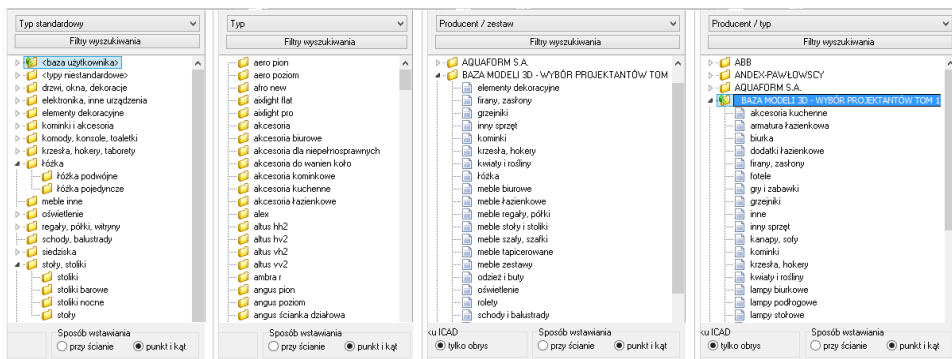 Typ standardowy
Filtry wyszukiwania
<baza użytkownika>
<typy niestandardowe>
drzwi, okna, dekoracje
elektronika, inne urządzenia
elementy dekoracyjne
kominki i akcesoria
komody, konsole, toaletki
krzesła, hokery, taborety
łóżka
łóżka podwójne
łóżka pojedyncze
meble inne
oświetlenie
regały, półki, witryny
schody, balustrady
siedziska
stoły, stoliki
stoliki
stoliki barowe
stoliki nocne
stoły
Sposób wstawiania
przy ścianie
punkt i kąt
Typ
Filtry wyszukiwania
aero pion
aero poziom
afro new
aixlight flat
aixlight pro
akcesoria
akcesoria biurowe
akcesoria dla niepełnosprawnych
akcesoria do wanien koło
akcesoria kominkowe
akcesoria kuchenne
akcesoria łazienkowe
alex
altus hh2
altus hv2
altus vh2
altus vv2
ambra r
angus pion
angus poziom
angus ścianka działowa
Sposób wstawiania
przy ścianie
punkt i kąt
Producent / zestaw
Filtry wyszukiwania
AQUAFORM S.A.
BAZA MODELI 3D - WYBÓR PROJEKTANTÓW TOM
elementy dekoracyjne
firany, zasłony
grzejniki
inny sprzęt
kominki
krzesła, hokery
kwiaty i rośliny
łóżka
meble biurowe
meble łazienkowe
meble regały, półki
meble stoły i stoliki
meble szafy, szafki
meble tapicerowane
meble zestawy
odzież i buty
oświetlenie
rolety
schody i balustrady
ku ICAD
tylko obrys
Sposób wstawiania
przy ścianie
punkt i kąt
Producent / typ
Filtry wyszukiwania
ABB
ANDEX-PAWŁOWSCY
AQUAFORM S.A.
BAZA MODELI 3D - WYBÓR PROJEKTANTÓW TOM 1
akcesoria kuchenne
armatura łazienkowa
biurka
dodatki łazienkowe
firany, zasłony
fotele
gry i zabawki
grzejniki
inne
inny sprzęt
kanapy, sofy
kominki
krzesła, hokery
kwiaty i rośliny
lampy biurkowe
lampy podłogowe
lampy stołowe
ku ICAD
tylko obrys
Sposób wstawiania
przy ścianie
punkt i kąt